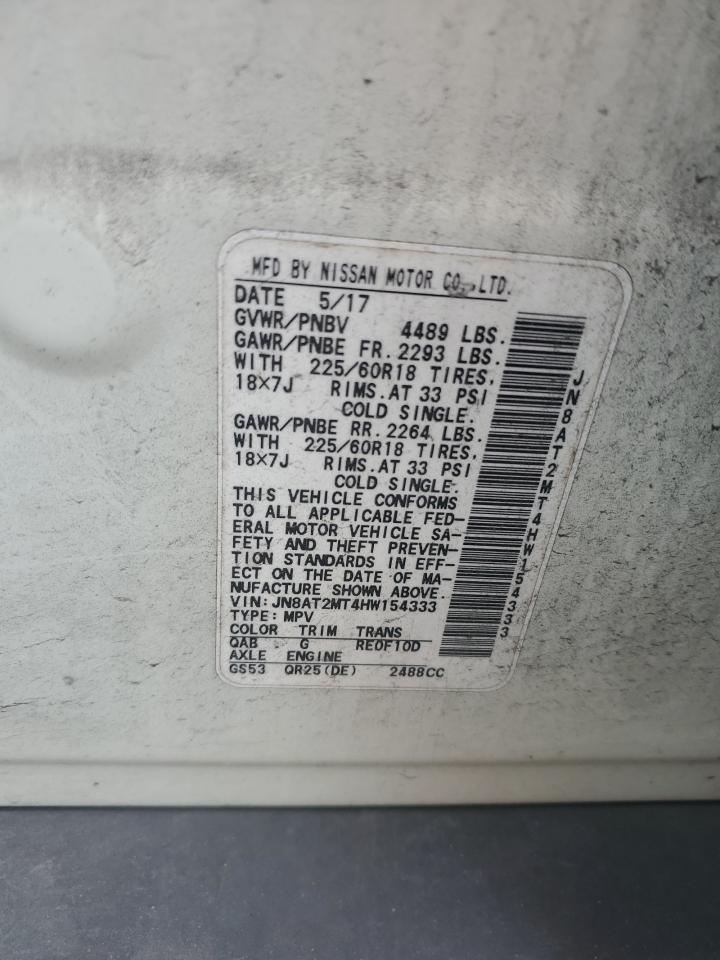 MFD BY NISSAN MOTOR CO.,LTD.
DATE 5/17
GVWR/PNBV 4489 LBS.
GAWR/PNBE FR. 2293 LBS.
WITH 225/60R18 TIRES,
18X7J RIMS.AT 33 PSI
COLD SINGLE.
GAWR/PNBE RR. 2264 LBS.
WITH 225/60R18 TIRES,
18X7J RIMS.AT 33 PSI
COLD SINGLE.
THIS VEHICLE CONFORMS
TO ALL APPLICABLE FED-
ERAL MOTOR VEHICLE SA-
FETY AND THEFT PREVEN-
TION STANDARDS IN EFF-
ECT ON THE DATE OF MA-
NUFACTURE SHOWN ABOVE.
VIN:JN8AT2MT4HW154333
TYPE:MPV
COLOR TRIM TRANS
QAB G RE0F10D
AXLE ENGINE
GS53 QR25(DE) 2488CC
JN8AT2MT4HW154333